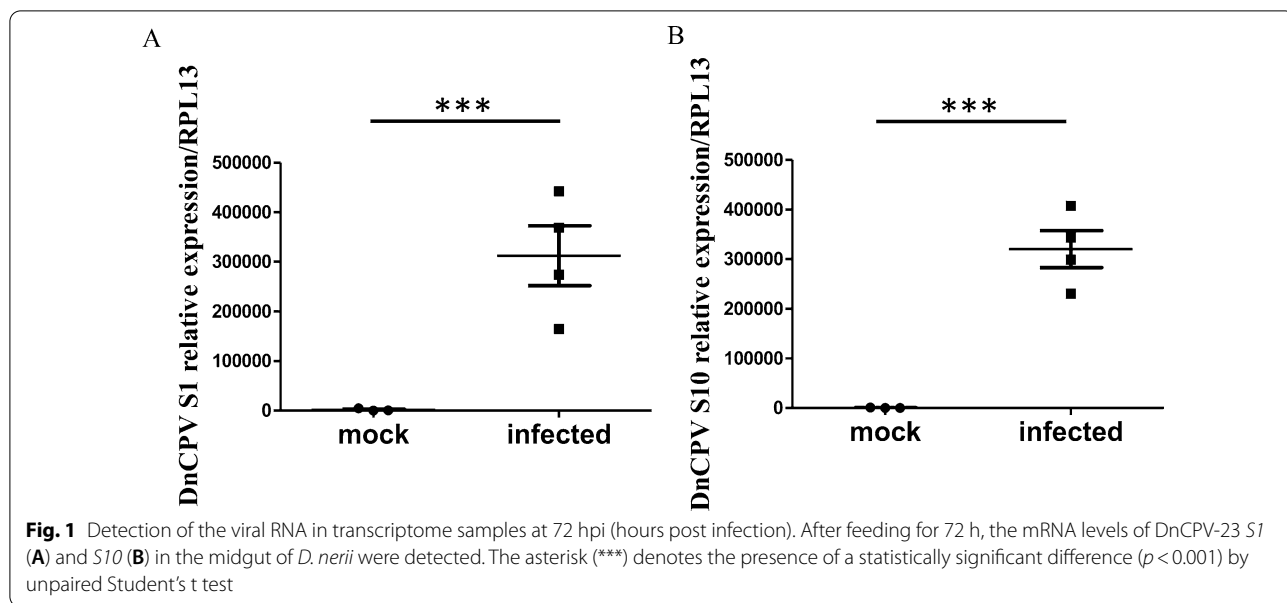 A
DnCPV S1 relative expression/RPL13
***
500000
400000
300000
200000
100000
0
mock infected
B
DnCPV S10 relative expression/RPL13
***
500000
400000
300000
200000
100000
0
mock infected
Fig. 1 Detection of the viral RNA in transcriptome samples at 72 hpi (hours post infection). After feeding for 72 h, the mRNA levels of DnCPV-23 S1
(A) and S10 (B) in the midgut of D. nerii were detected. The asterisk (***) denotes the presence of a statistically significant difference (p < 0.001) by
unpaired Student's t test